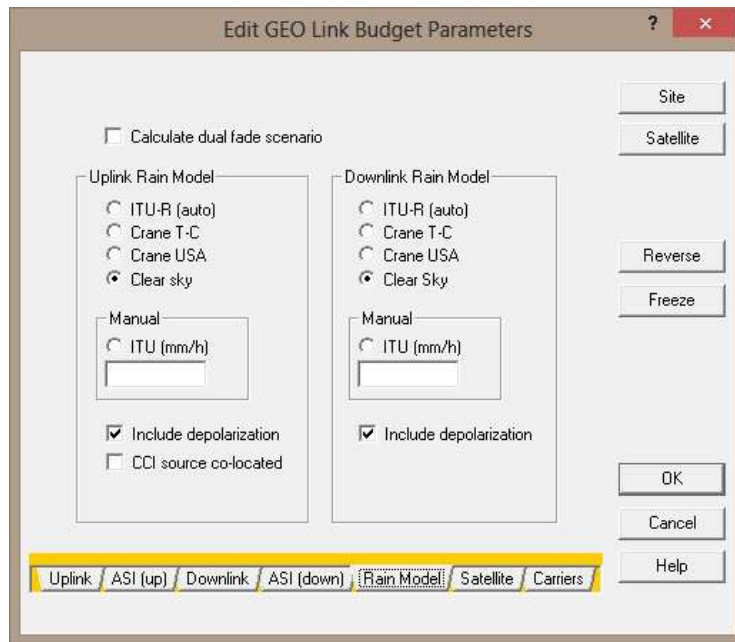 Edit GEO Link Budget Parameters
?
×
Site
Satellite
Calculate dual fade scenario
Uplink Rain Model
ITU-R (auto)
Crane T-C
Crane USA
Clear sky
Manual
ITU (mm/h)
Include depolarization
CCI source co-located
Downlink Rain Model
ITU-R (auto)
Crane T-C
Crane USA
Clear Sky
Manual
ITU (mm/h)
Include depolarization
Reverse
Freeze
OK
Cancel
Help
Uplink ASI (up) Downlink ASI (down) Rain Model Satellite Carriers